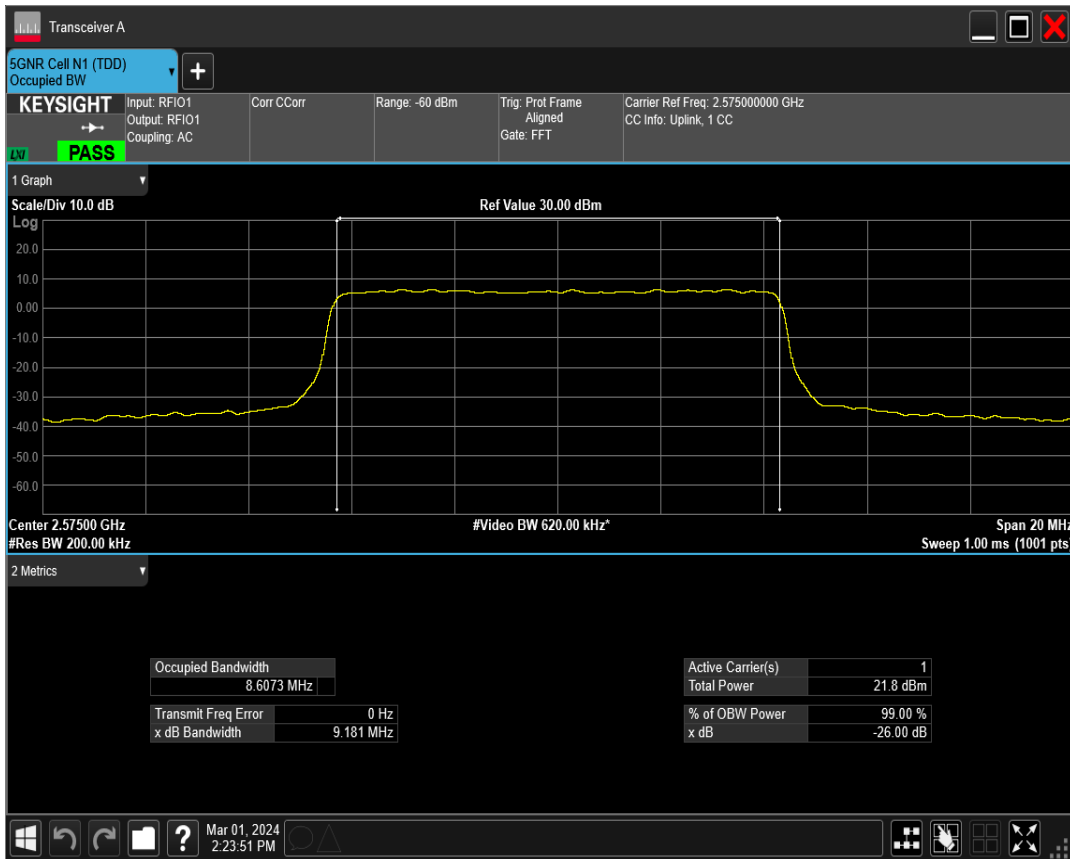 Transceiver A
5GNR Cell N1 (TDD)
Occupied BW
+
KEYSIGHT
LXI
PASS
Input: RFIO1
Output: RFIO1
Coupling: AC
Corr CCorr
Range: -60 dBm
Trig: Prot Frame
Aligned
Gate: FFT
Carrier Ref Freq: 2.575000000 GHz
CC Info: Uplink, 1 CC
1 Graph
Scale/Div 10.0 dB
Ref Value 30.00 dBm
Log
20.0
10.0
0.00
-10.0
-20.0
-30.0
-40.0
-50.0
-60.0
Center 2.57500 GHz
#Video BW 620.00 kHz*
Span 20 MHz
#Res BW 200.00 kHz
Sweep 1.00 ms (1001 pts)
2 Metrics
Occupied Bandwidth
8.6073 MHz
Transmit Freq Error 0 Hz
x dB Bandwidth 9.181 MHz
Active Carrier(s) 1
Total Power 21.8 dBm
% of OBW Power 99.00 %
x dB -26.00 dB
?
Mar 01, 2024
2:23:51 PM